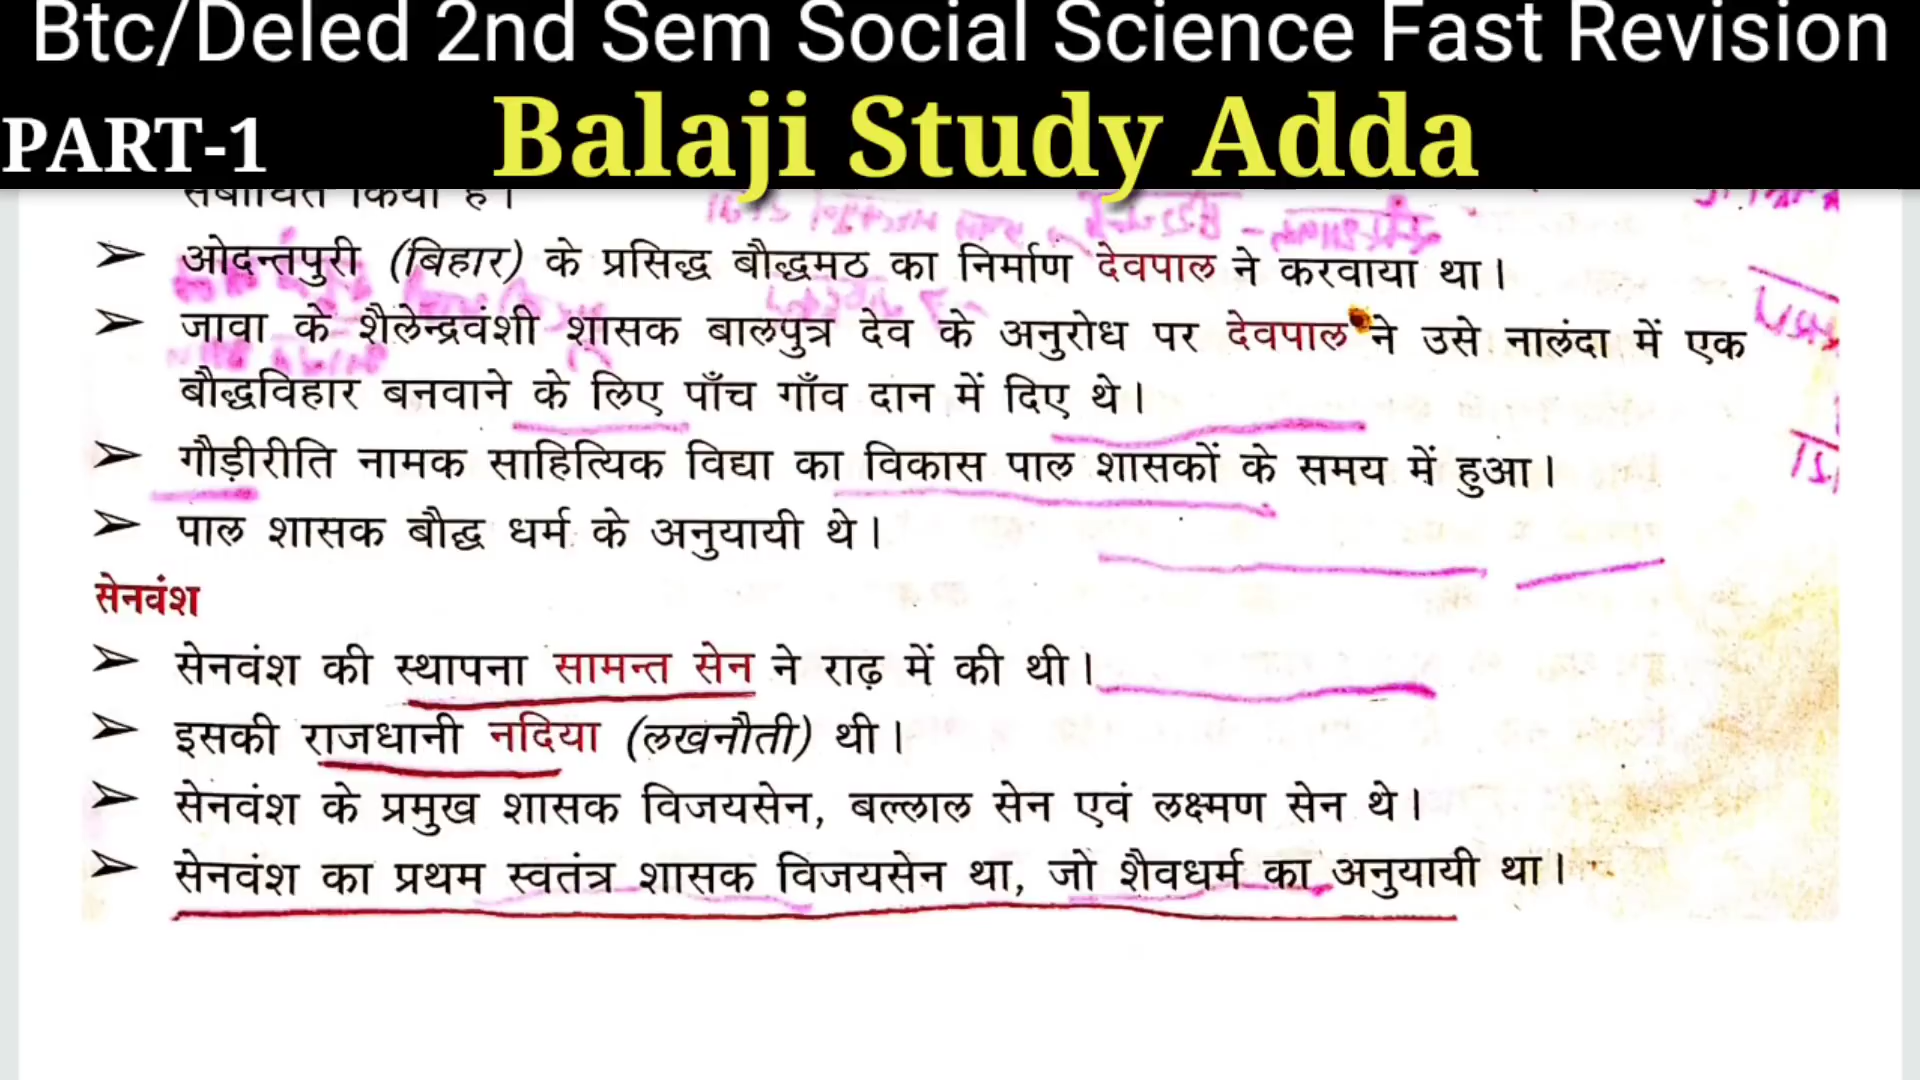 Btc/Deled 2nd Sem Social Science Fast Revision
PART-1 Balaji Study Adda
संबोधित किया है।
➢ ओदन्तपुरी (बिहार) के प्रसिद्ध बौद्धमठ का निर्माण देवपाल ने करवाया था।
➢ जावा के शैलेन्द्रवंशी शासक बालपुत्र देव के अनुरोध पर देवपाल ने उसे नालंदा में एक
बौद्धविहार बनवाने के लिए पाँच गाँव दान में दिए थे।
➢ गौड़ीरीति नामक साहित्यिक विद्या का विकास पाल शासकों के समय में हुआ।
➢ पाल शासक बौद्ध धर्म के अनुयायी थे।
सेनवंश
➢ सेनवंश की स्थापना सामन्त सेन ने राढ़ में की थी।
➢ इसकी राजधानी नदिया (लखनौती) थी।
➢ सेनवंश के प्रमुख शासक विजयसेन, बल्लाल सेन एवं लक्ष्मण सेन थे।
➢ सेनवंश का प्रथम स्वतंत्र शासक विजयसेन था, जो शैवधर्म का अनुयायी था।